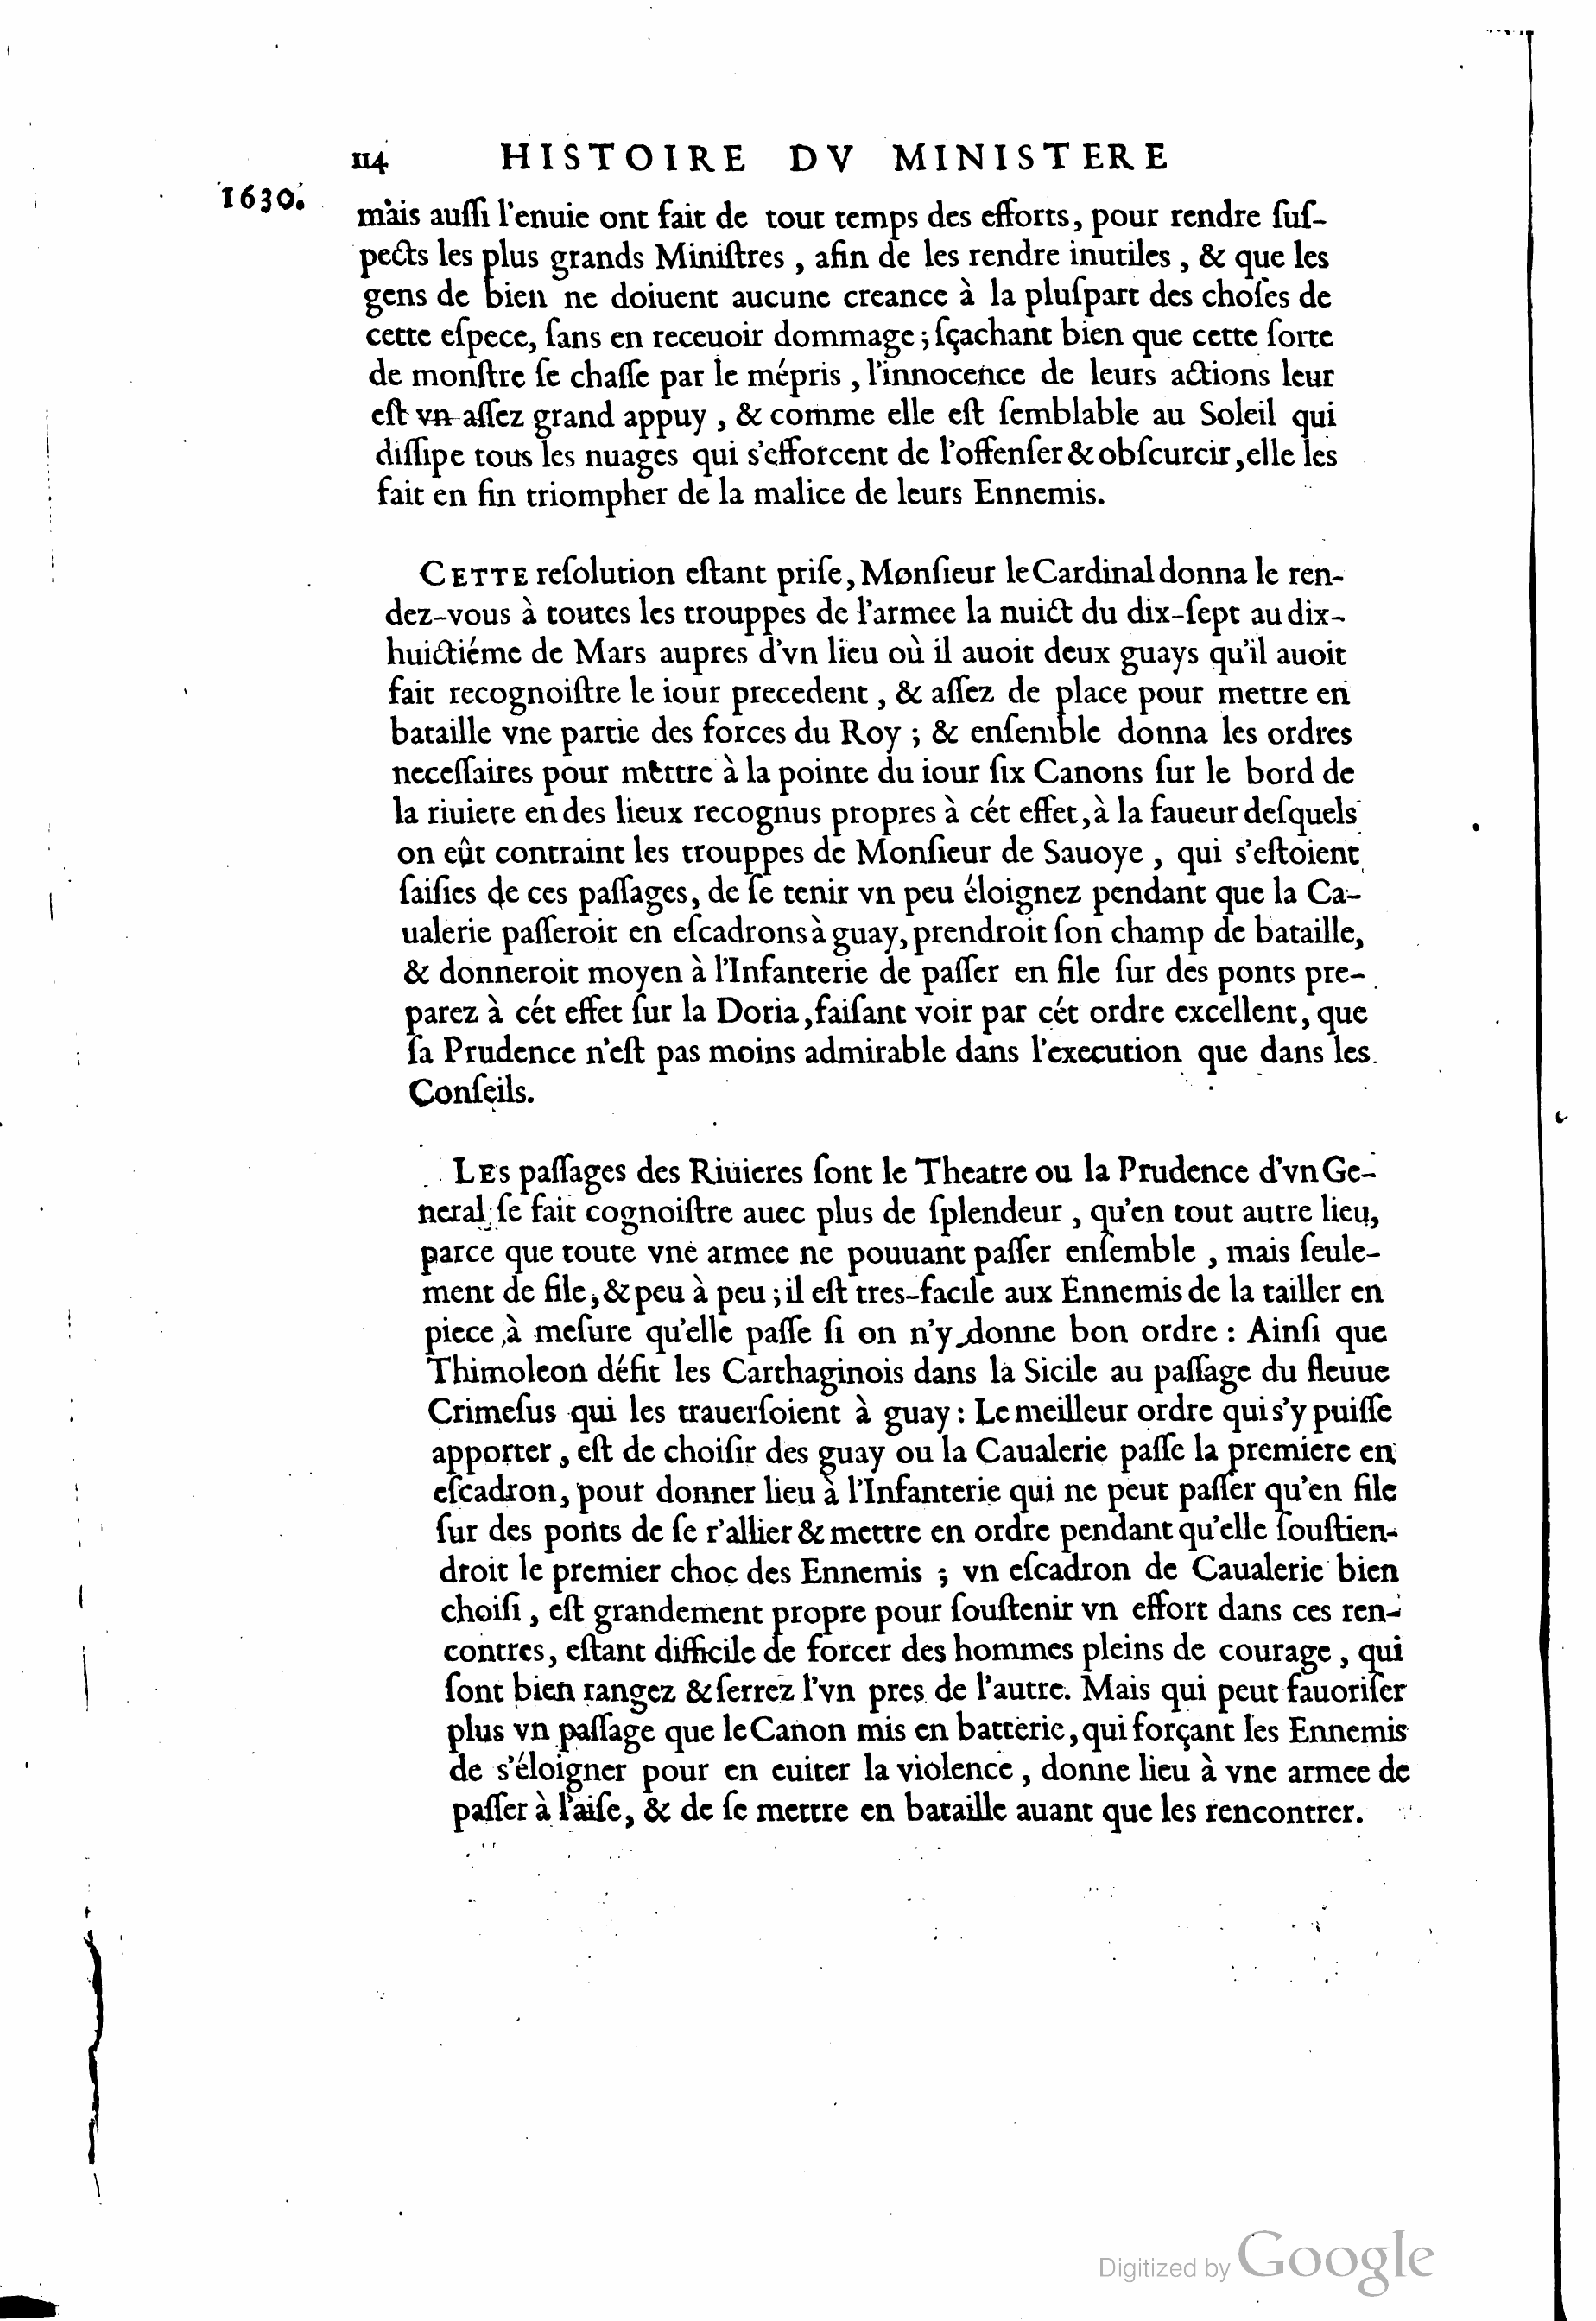 114 HISTOIRE DV MINISTERE
1630.
mais auſſi l'enuie ont fait de tout temps des efforts, pour rendre ſuſ-
pects les plus grands Miniſtres , afin de les rendre inutiles , & que les
gens de bien ne doiuent aucune creance à la pluſpart des choſes de
cette eſpece, ſans en receuoir dommage ; ſçachant bien que cette ſorte
de monſtre ſe chaſſe par le mépris , l'innocence de leurs actions leur
eſt vn aſſez grand appuy , & comme elle eſt ſemblable au Soleil qui
diſſipe tous les nuages qui s'efforcent de l'offenſer & obſcurcir , elle les
fait en fin triompher de la malice de leurs Ennemis.
CETTE reſolution eſtant priſe, Monſieur le Cardinal donna le ren-
dez-vous à toutes les trouppes de l'armee la nuict du dix-ſept au dix-
huictiéme de Mars aupres d'vn lieu où il auoit deux guays qu'il auoit
fait recognoiſtre le iour precedent , & aſſez de place pour mettre en
bataille vne partie des forces du Roy ; & enſemble donna les ordres
neceſſaires pour mettre à la pointe du iour ſix Canons ſur le bord de
la riuiere en des lieux recognus propres à cét effet, à la faueur deſquels
on eût contraint les trouppes de Monſieur de Sauoye , qui s'eſtoient
ſaiſies de ces paſſages, de ſe tenir vn peu éloignez pendant que la Ca-
ualerie paſſeroit en eſcadrons à guay, prendroit ſon champ de bataille,
& donneroit moyen à l'Infanterie de paſſer en file ſur des ponts pre-
parez à cét effet ſur la Doria, faiſant voir par cét ordre excellent, que
ſa Prudence n'eſt pas moins admirable dans l'execution que dans les
Conſeils.
LES paſſages des Riuieres ſont le Theatre ou la Prudence d'vn Ge-
neral ſe fait cognoiſtre auec plus de ſplendeur , qu'en tout autre lieu,
parce que toute vne armee ne pouuant paſſer enſemble , mais ſeule-
ment de file, & peu à peu ; il eſt tres-facile aux Ennemis de la tailler en
piece , à meſure qu'elle paſſe ſi on n'y donne bon ordre : Ainſi que
Thimoleon défit les Carthaginois dans la Sicile au paſſage du fleuue
Crimeſus qui les trauerſoient à guay : Le meilleur ordre qui s'y puiſſe
apporter , eſt de choiſir des guay ou la Caualerie paſſe la premiere en
eſcadron, pour donner lieu à l'Infanterie qui ne peut paſſer qu'en file
ſur des ponts de ſe r'allier & mettre en ordre pendant qu'elle ſouſtien-
droit le premier choc des Ennemis ; vn eſcadron de Caualerie bien
choiſi , eſt grandement propre pour ſouſtenir vn effort dans ces ren-
contres, eſtant difficile de forcer des hommes pleins de courage , qui
ſont bien rangez & ſerrez l'vn pres de l'autre. Mais qui peut fauoriſer
plus vn paſſage que le Canon mis en batterie, qui forçant les Ennemis
de s'éloigner pour en euiter la violence , donne lieu à vne armee de
paſſer à l'aiſe, & de ſe mettre en bataille auant que les rencontrer.
Digitized by Google